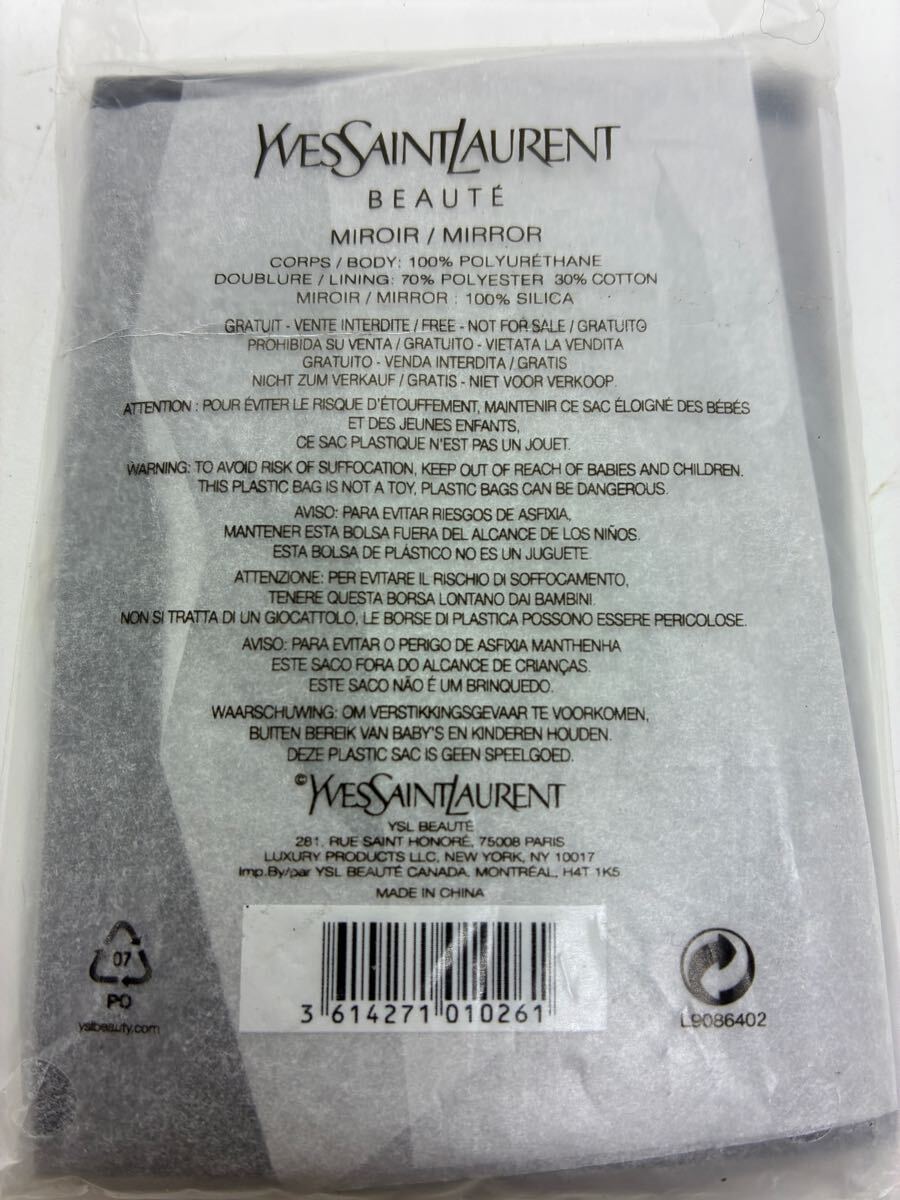 YVESSAINTLAURENT
BEAUTÉ
MIROIR / MIRROR
CORPS / BODY: 100% POLYURÉTHANE
DOUBLURE / LINING: 70% POLYESTER 30% COTTON
MIROIR / MIRROR : 100% SILICA
GRATUIT - VENTE INTERDITE / FREE - NOT FOR SALE / GRATUITO
PROHIBIDA SU VENTA / GRATUITO - VIETATA LA VENDITA
GRATUITO - VENDA INTERDITA / GRATIS
NICHT ZUM VERKAUF / GRATIS - NIET VOOR VERKOOP.
ATTENTION : POUR ÉVITER LE RISQUE D'ÉTOUFFEMENT, MAINTENIR CE SAC ÉLOIGNÉ DES BÉBÉS
ET DES JEUNES ENFANTS,
CE SAC PLASTIQUE N'EST PAS UN JOUET.
WARNING: TO AVOID RISK OF SUFFOCATION, KEEP OUT OF REACH OF BABIES AND CHILDREN.
THIS PLASTIC BAG IS NOT A TOY, PLASTIC BAGS CAN BE DANGEROUS.
AVISO: PARA EVITAR RIESGOS DE ASFIXIA,
MANTENER ESTA BOLSA FUERA DEL ALCANCE DE LOS NIÑOS.
ESTA BOLSA DE PLÁSTICO NO ES UN JUGUETE.
ATTENZIONE: PER EVITARE IL RISCHIO DI SOFFOCAMENTO,
TENERE QUESTA BORSA LONTANO DAI BAMBINI.
NON SI TRATTA DI UN GIOCATTOLO, LE BORSE DI PLASTICA POSSONO ESSERE PERICOLOSE.
AVISO: PARA EVITAR O PERIGO DE ASFIXIA MANTHENHA
ESTE SACO FORA DO ALCANCE DE CRIANÇAS.
ESTE SACO NÃO É UM BRINQUEDO.
WAARSCHUWING: OM VERSTIKKINGSGEVAAR TE VOORKOMEN,
BUITEN BEREIK VAN BABY'S EN KINDEREN HOUDEN.
DEZE PLASTIC SAC IS GEEN SPEELGOED.
©YVESSAINTLAURENT
YSL BEAUTÉ
281, RUE SAINT HONORÉ, 75008 PARIS
LUXURY PRODUCTS LLC, NEW YORK, NY 10017
Imp.By/par YSL BEAUTÉ CANADA, MONTRÉAL, H4T 1K5
MADE IN CHINA
07
PO
yslbeauty.com
3 614271 010261
L9086402